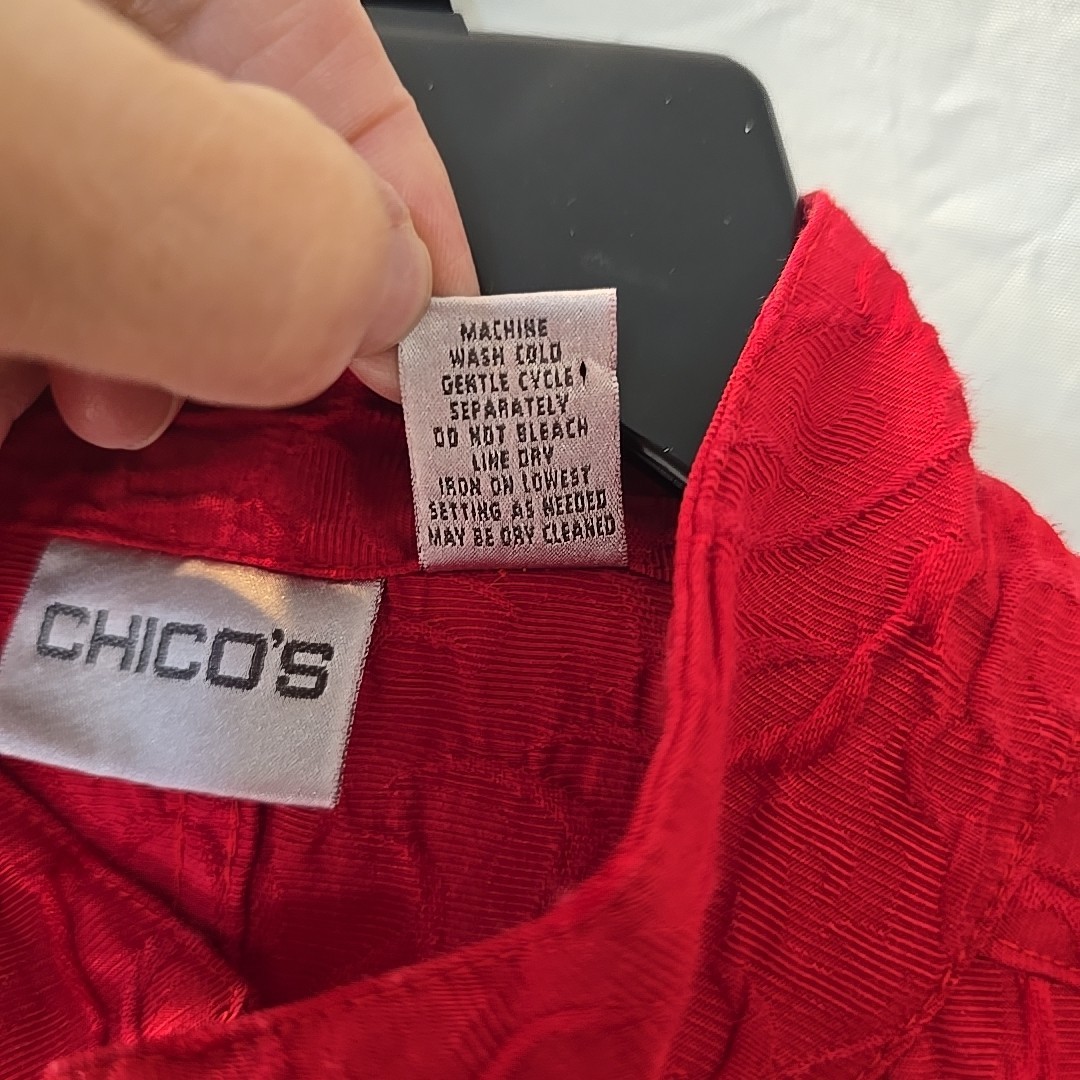 MACHINE
WASH COLD
GENTLE CYCLE
SEPARATELY
DO NOT BLEACH
LINE DRY
IRON ON LOWEST
SETTING AS NEEDED
MAY BE DRY CLEANED
CHICO'S